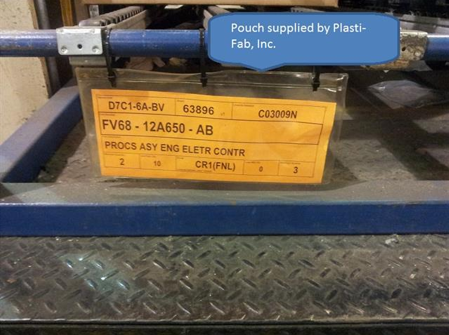 Pouch supplied by Plasti-
Fab, Inc.
D7C1-6A-BV 63896 C03009N
FV68 - 12A650 - AB
PROCS ASY ENG ELETR CONTR
2 10 CR1(FNL) 0 3